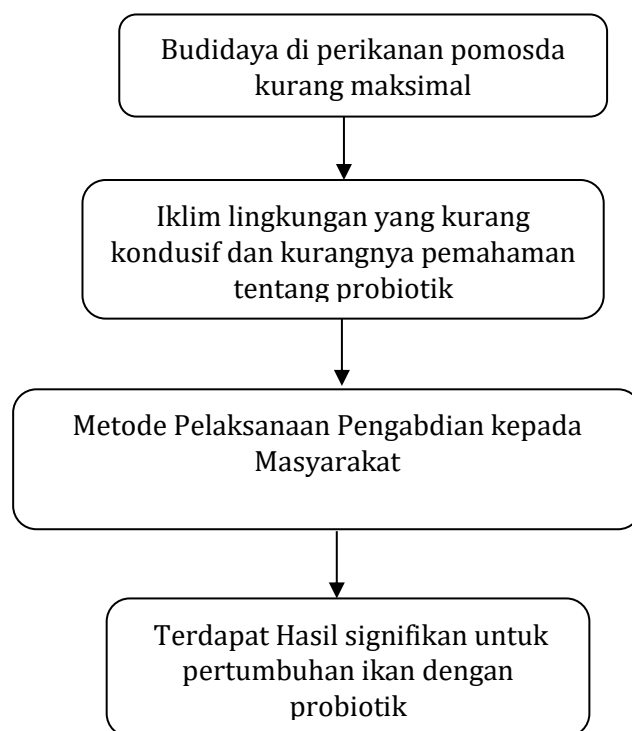 Budidaya di perikanan pomosda
kurang maksimal
Iklim lingkungan yang kurang
kondusif dan kurangnya pemahaman
tentang probiotik
Metode Pelaksanaan Pengabdian kepada
Masyarakat
Terdapat Hasil signifikan untuk
pertumbuhan ikan dengan
probiotik